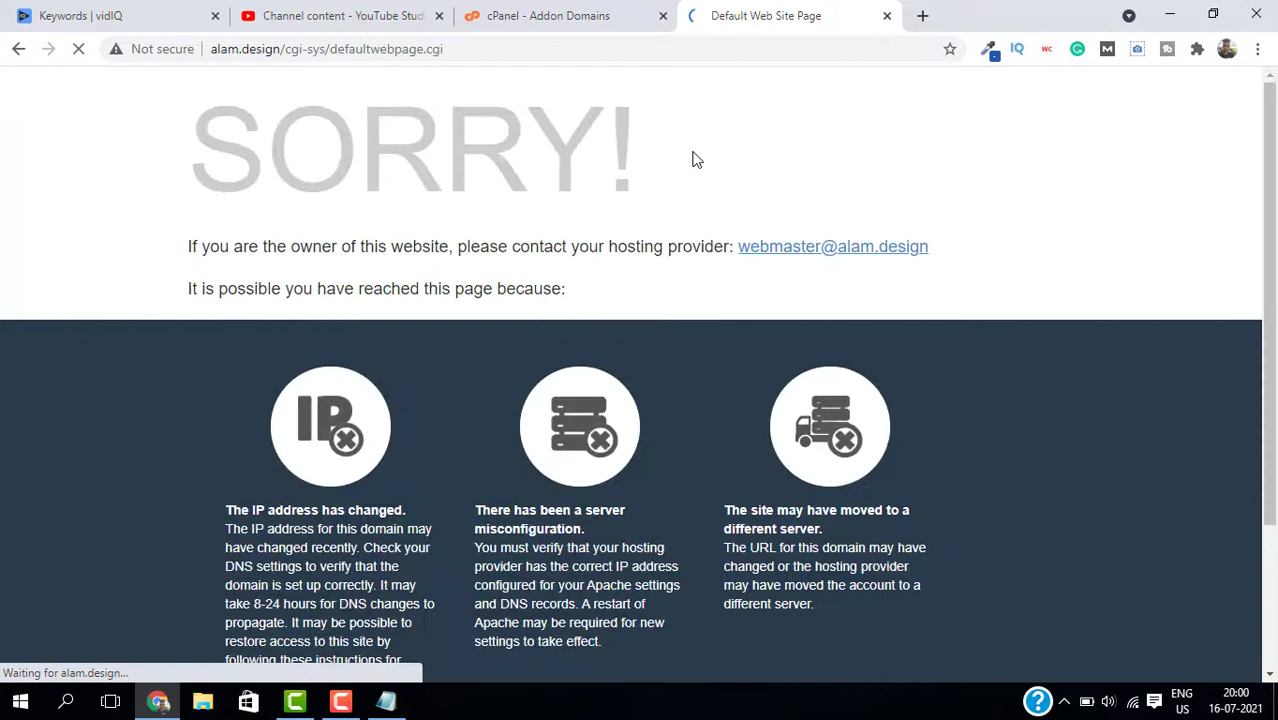 Keywords | vidIQ
Channel content - YouTube Stud
cP
cPanel - Addon Domains
Default Web Site Page
Not secure
alam.design/cgi-sys/defaultwebpage.cgi
IQ
WC
G
M
SORRY!
If you are the owner of this website, please contact your hosting provider: webmaster@alam.design
It is possible you have reached this page because:
IP
The IP address has changed.
The IP address for this domain may
have changed recently. Check your
DNS settings to verify that the
domain is set up correctly. It may
take 8-24 hours for DNS changes to
propagate. It may be possible to
restore access to this site by
following these instructions for
There has been a server
misconfiguration.
You must verify that your hosting
provider has the correct IP address
configured for your Apache settings
and DNS records. A restart of
Apache may be required for new
settings to take effect.
The site may have moved to a
different server.
The URL for this domain may have
changed or the hosting provider
may have moved the account to a
different server.
Waiting for alam.design...
ENG
US
20:00
16-07-2021